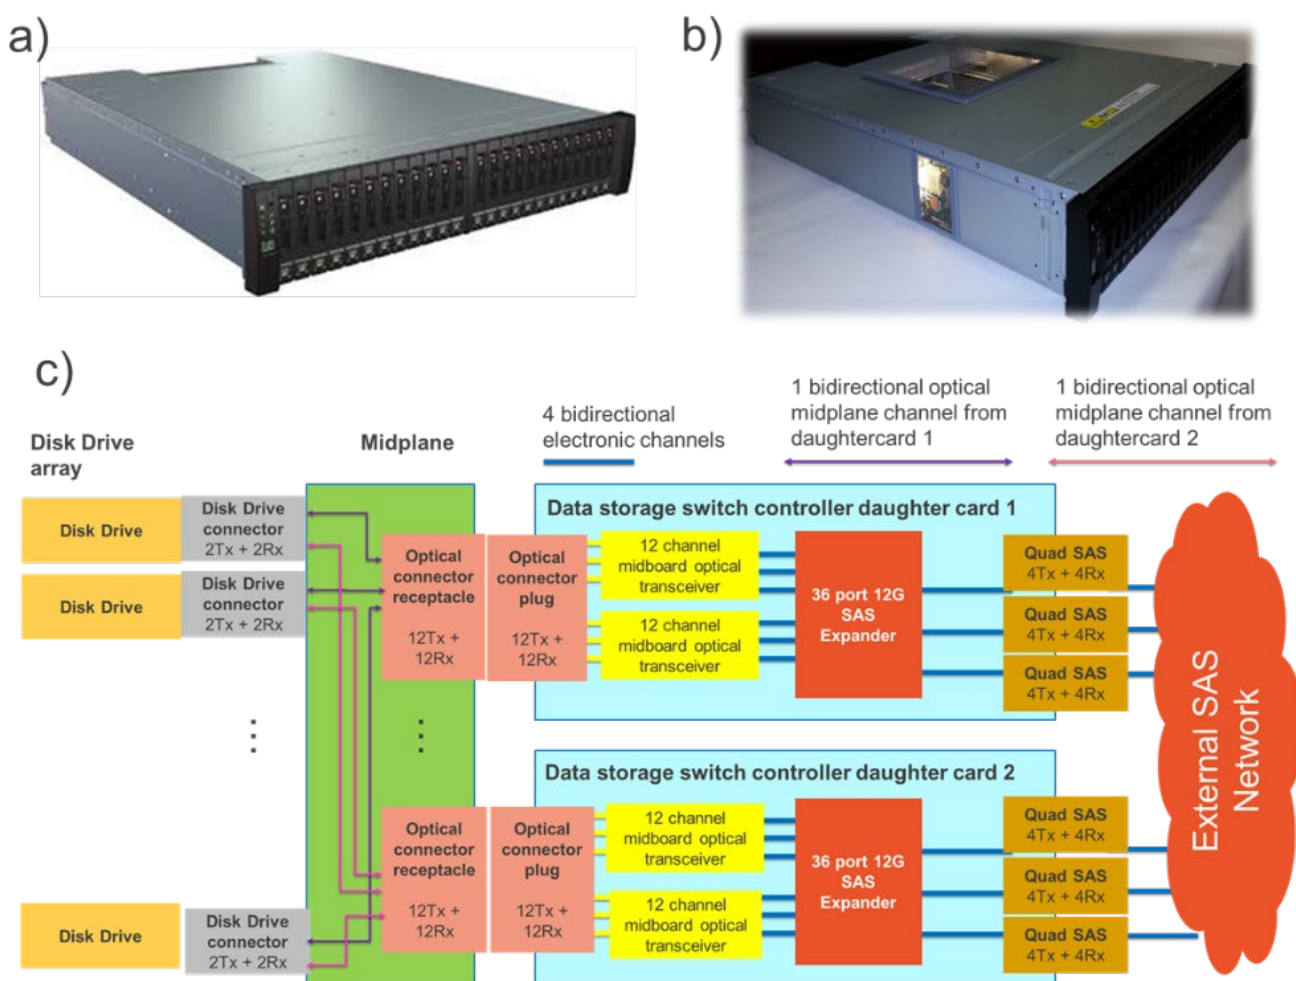 a)
b)
c)
4 bidirectional
electronic channels
1 bidirectional optical
midplane channel from
daughtercard 1
1 bidirectional optical
midplane channel from
daughtercard 2
Disk Drive
array
Midplane
Disk Drive
Disk Drive
connector
2Tx + 2Rx
Disk Drive
Disk Drive
connector
2Tx + 2Rx
Disk Drive
Disk Drive
connector
2Tx + 2Rx
Optical
connector
receptacle
12Tx +
12Rx
Optical
connector
plug
12Tx +
12Rx
Data storage switch controller daughter card 1
12 channel
midboard optical
transceiver
12 channel
midboard optical
transceiver
36 port 12G
SAS
Expander
Quad SAS
4Tx + 4Rx
Quad SAS
4Tx + 4Rx
Quad SAS
4Tx + 4Rx
Optical
connector
receptacle
12Tx +
12Rx
Optical
connector
plug
12Tx +
12Rx
Data storage switch controller daughter card 2
12 channel
midboard optical
transceiver
12 channel
midboard optical
transceiver
36 port 12G
SAS
Expander
Quad SAS
4Tx + 4Rx
Quad SAS
4Tx + 4Rx
Quad SAS
4Tx + 4Rx
External SAS
Network